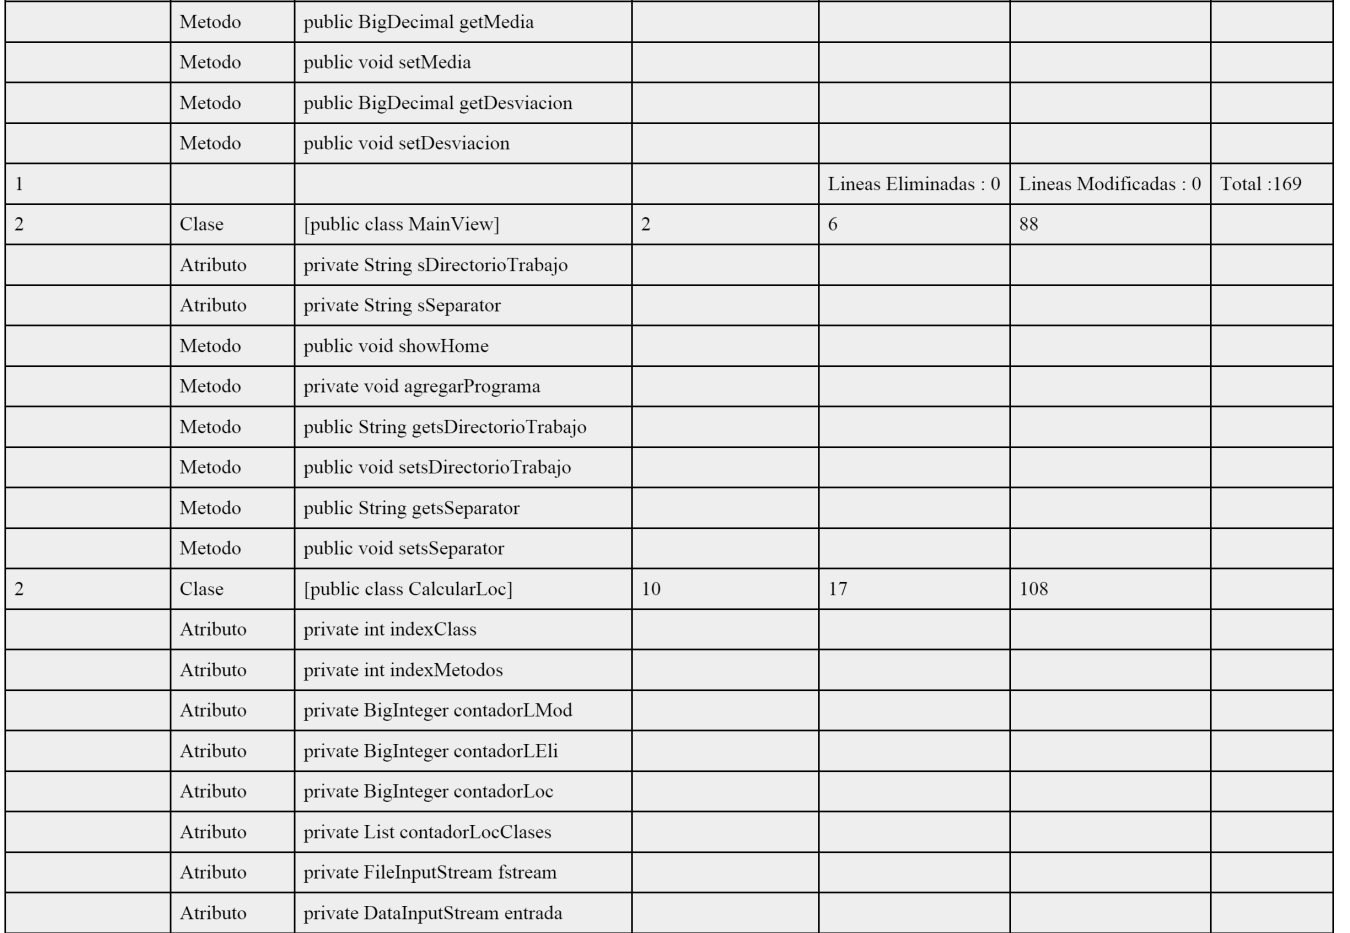 Metodo public BigDecimal getMedia
Metodo public void setMedia
Metodo public BigDecimal getDesviacion
Metodo public void setDesviacion
1 Lineas Eliminadas : 0 Lineas Modificadas : 0 Total :169
2 Clase [public class MainView] 2 6 88
Atributo private String sDirectorioTrabajo
Atributo private String sSeparator
Metodo public void showHome
Metodo private void agregarPrograma
Metodo public String getsDirectorioTrabajo
Metodo public void setsDirectorioTrabajo
Metodo public String getsSeparator
Metodo public void setsSeparator
2 Clase [public class CalcularLoc] 10 17 108
Atributo private int indexClass
Atributo private int indexMetodos
Atributo private BigInteger contadorLMod
Atributo private BigInteger contadorLEli
Atributo private BigInteger contadorLoc
Atributo private List contadorLocClases
Atributo private FileInputStream fstream
Atributo private DataInputStream entrada